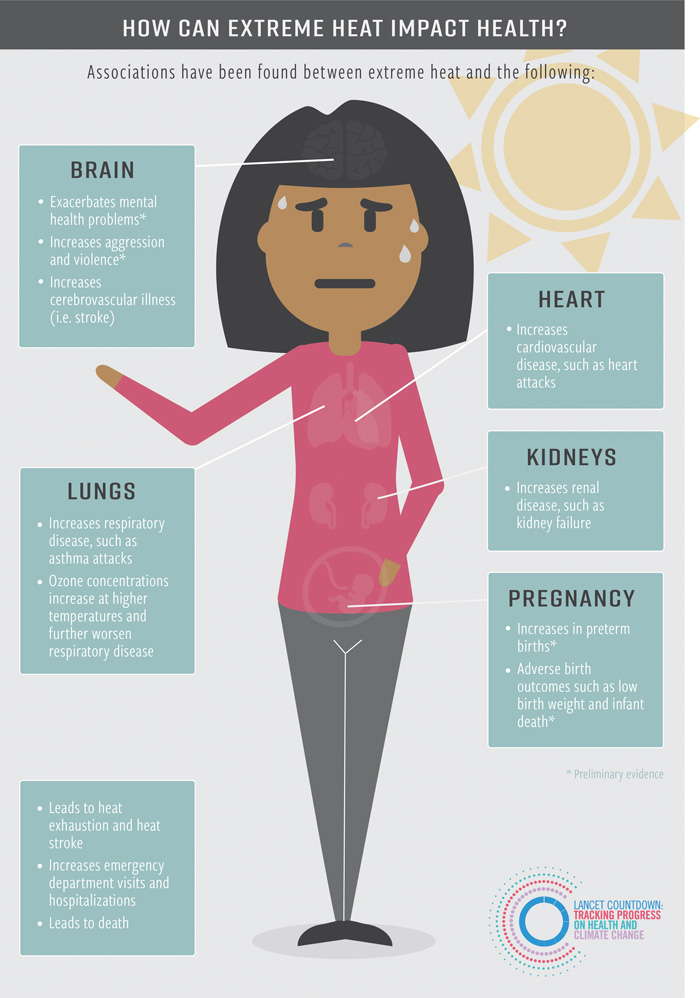 HOW CAN EXTREME HEAT IMPACT HEALTH?
Associations have been found between extreme heat and the following:
BRAIN
• Exacerbates mental
health problems*
• Increases aggression
and violence*
• Increases
cerebrovascular illness
(i.e. stroke)
HEART
• Increases
cardiovascular
disease, such as heart
attacks
KIDNEYS
• Increases renal
disease, such as
kidney failure
LUNGS
• Increases respiratory
disease, such as
asthma attacks
• Ozone concentrations
increase at higher
temperatures and
further worsen
respiratory disease
PREGNANCY
• Increases in preterm
births*
• Adverse birth
outcomes such as low
birth weight and infant
death*
* Preliminary evidence
• Leads to heat
exhaustion and heat
stroke
• Increases emergency
department visits and
hospitalizations
• Leads to death
LANCET COUNTDOWN:
TRACKING PROGRESS
ON HEALTH AND
CLIMATE CHANGE